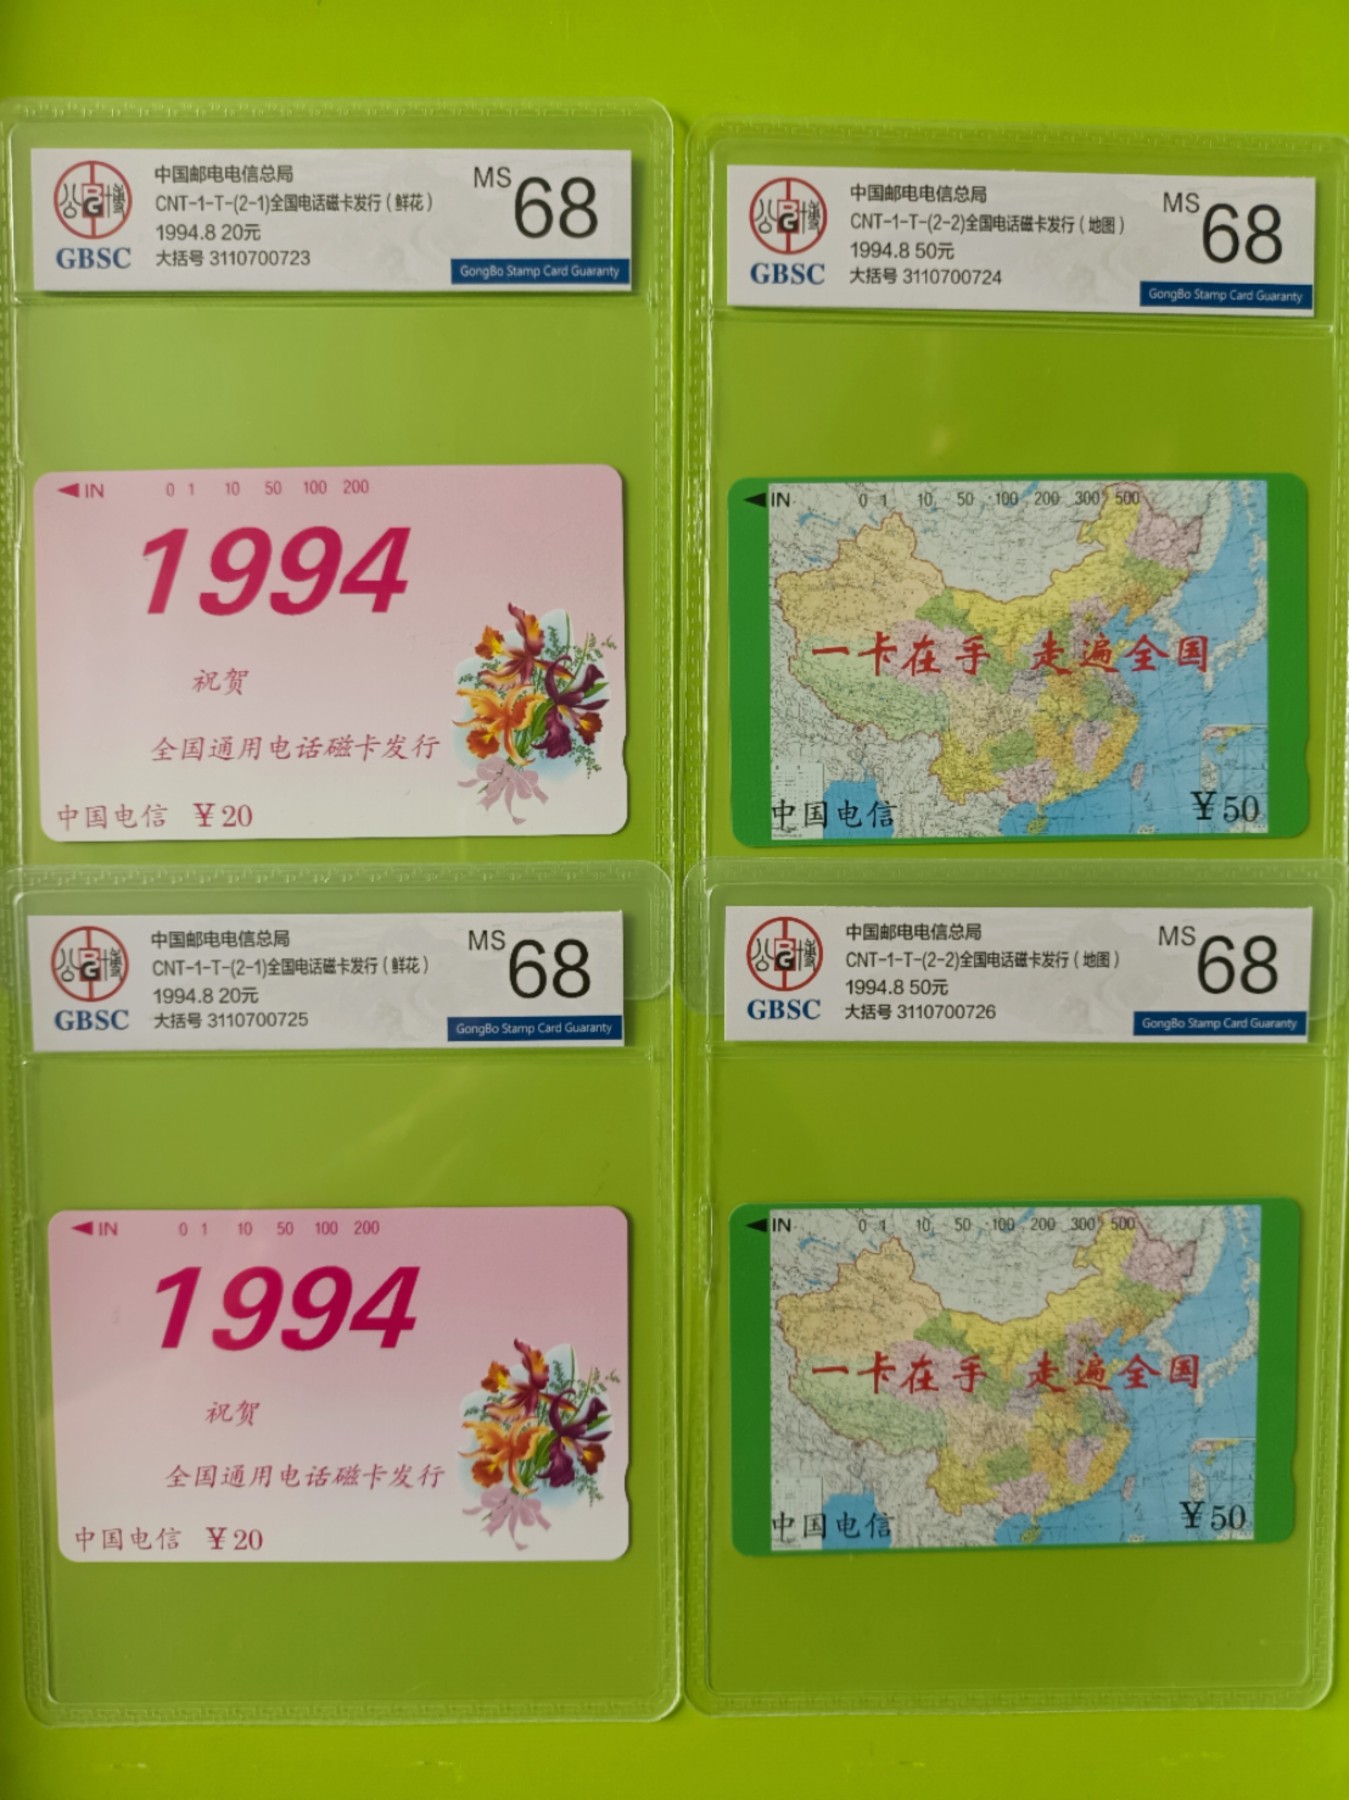 中国邮电电信总局
CNT-1-T-(2-1)全国电话磁卡发行(鲜花)
1994.8 20元
大括号 3110700723
MS 68
公博
BG
GBSC
GongBo Stamp Card Guaranty
IN 0 1 10 50 100 200
1994
祝贺
全国通用电话磁卡发行
中国电信 ¥20
中国邮电电信总局
CNT-1-T-(2-2)全国电话磁卡发行(地图)
1994.8 50元
大括号 3110700724
MS 68
公博
BG
GBSC
GongBo Stamp Card Guaranty
IN 0 1 10 50 100 200 300 500
一卡在手 走遍全国
中国电信 ¥50
中国邮电电信总局
CNT-1-T-(2-1)全国电话磁卡发行(鲜花)
1994.8 20元
大括号 3110700725
MS 68
公博
BG
GBSC
GongBo Stamp Card Guaranty
IN 0 1 10 50 100 200
1994
祝贺
全国通用电话磁卡发行
中国电信 ¥20
中国邮电电信总局
CNT-1-T-(2-2)全国电话磁卡发行(地图)
1994.8 50元
大括号 3110700726
MS 68
公博
BG
GBSC
GongBo Stamp Card Guaranty
IN 0 1 10 50 100 200 300 500
一卡在手 走遍全国
中国电信 ¥50